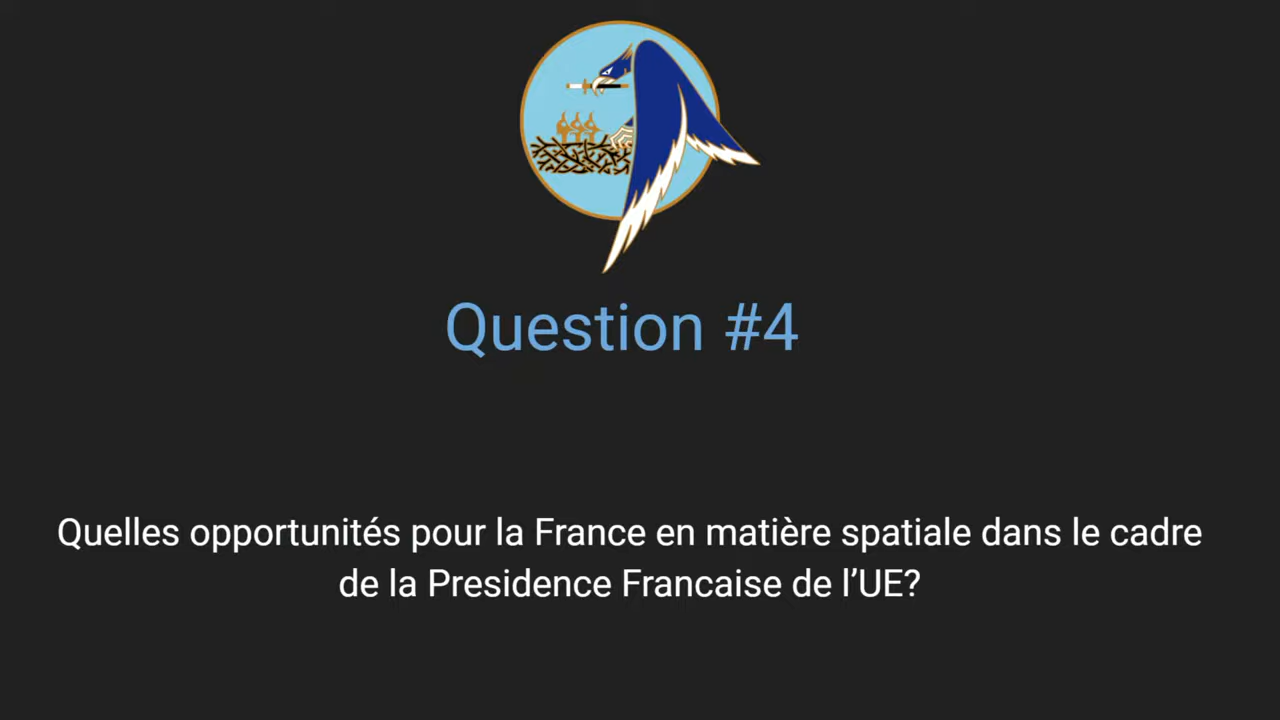 Question #4
Quelles opportunités pour la France en matière spatiale dans le cadre
de la Presidence Francaise de l’UE?